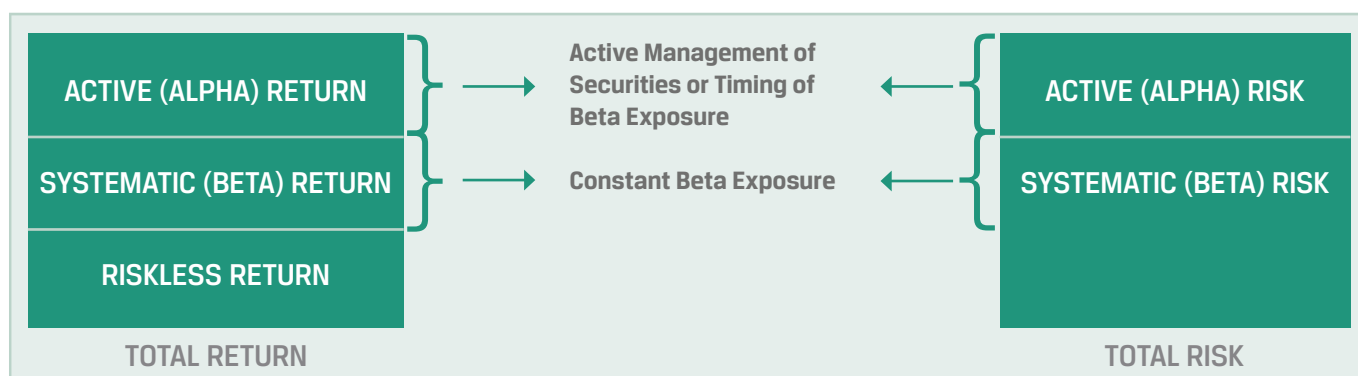 ACTIVE (ALPHA) RETURN
SYSTEMATIC (BETA) RETURN
RISKLESS RETURN
TOTAL RETURN
Active Management of
Securities or Timing of
Beta Exposure
Constant Beta Exposure
ACTIVE (ALPHA) RISK
SYSTEMATIC (BETA) RISK
TOTAL RISK